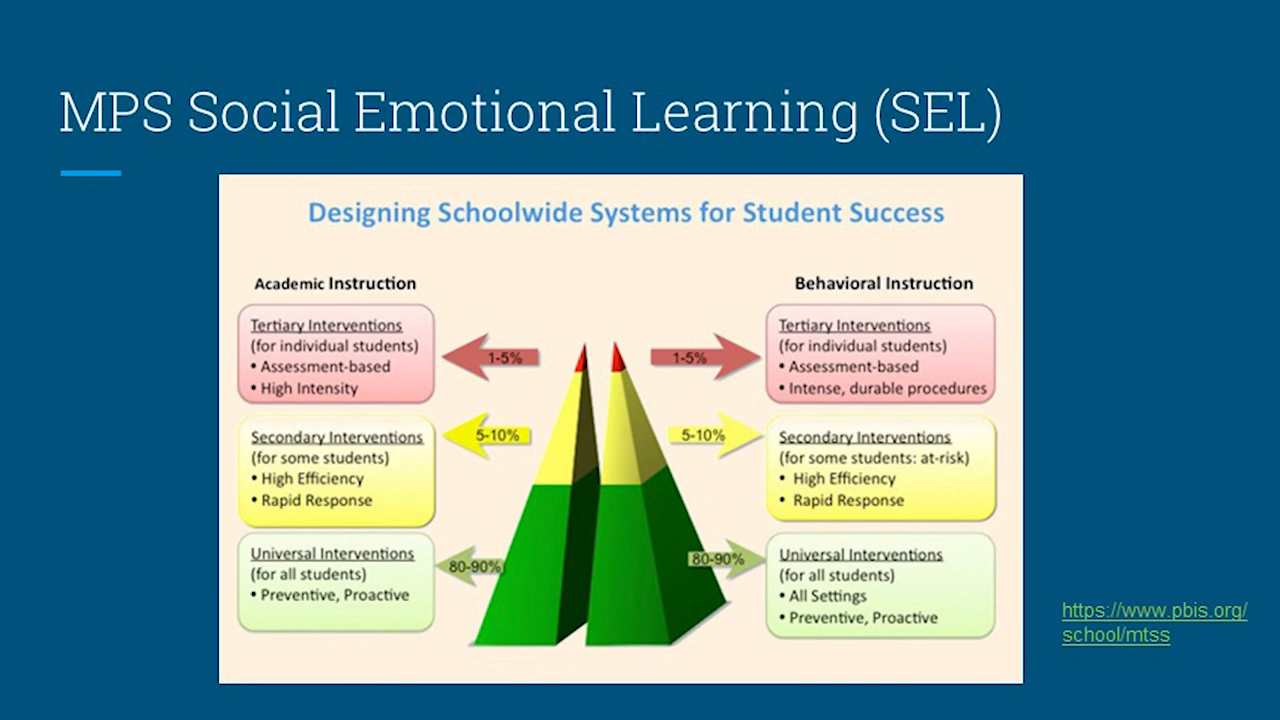 MPS Social Emotional Learning (SEL)
Designing Schoolwide Systems for Student Success
Academic Instruction
Tertiary Interventions
(for individual students)
• Assessment-based
• High Intensity
1-5%
Secondary Interventions
(for some students)
• High Efficiency
• Rapid Response
5-10%
Universal Interventions
(for all students)
• Preventive, Proactive
80-90%
Behavioral Instruction
1-5%
Tertiary Interventions
(for individual students)
• Assessment-based
• Intense, durable procedures
5-10%
Secondary Interventions
(for some students: at-risk)
• High Efficiency
• Rapid Response
80-90%
Universal Interventions
(for all students)
• All Settings
• Preventive, Proactive
https://www.pbis.org/
school/mtss